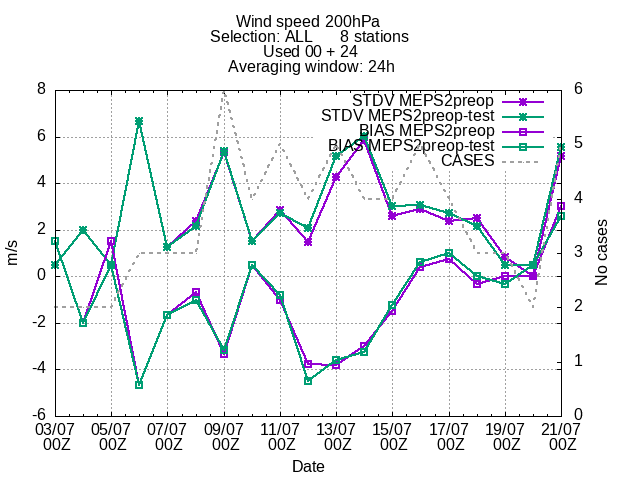 Wind speed 200hPa
Selection: ALL 8 stations
Used 00 + 24
Averaging window: 24h
STDV MEPS2preop
STDV MEPS2preop-test
BIAS MEPS2preop
BIAS MEPS2preop-test
CASES
8
6
4
2
0
-2
-4
-6
m/s
6
5
4
3
2
1
0
No cases
03/07 05/07 07/07 09/07 11/07 13/07 15/07 17/07 19/07 21/07
00Z 00Z 00Z 00Z 00Z 00Z 00Z 00Z 00Z 00Z
Date